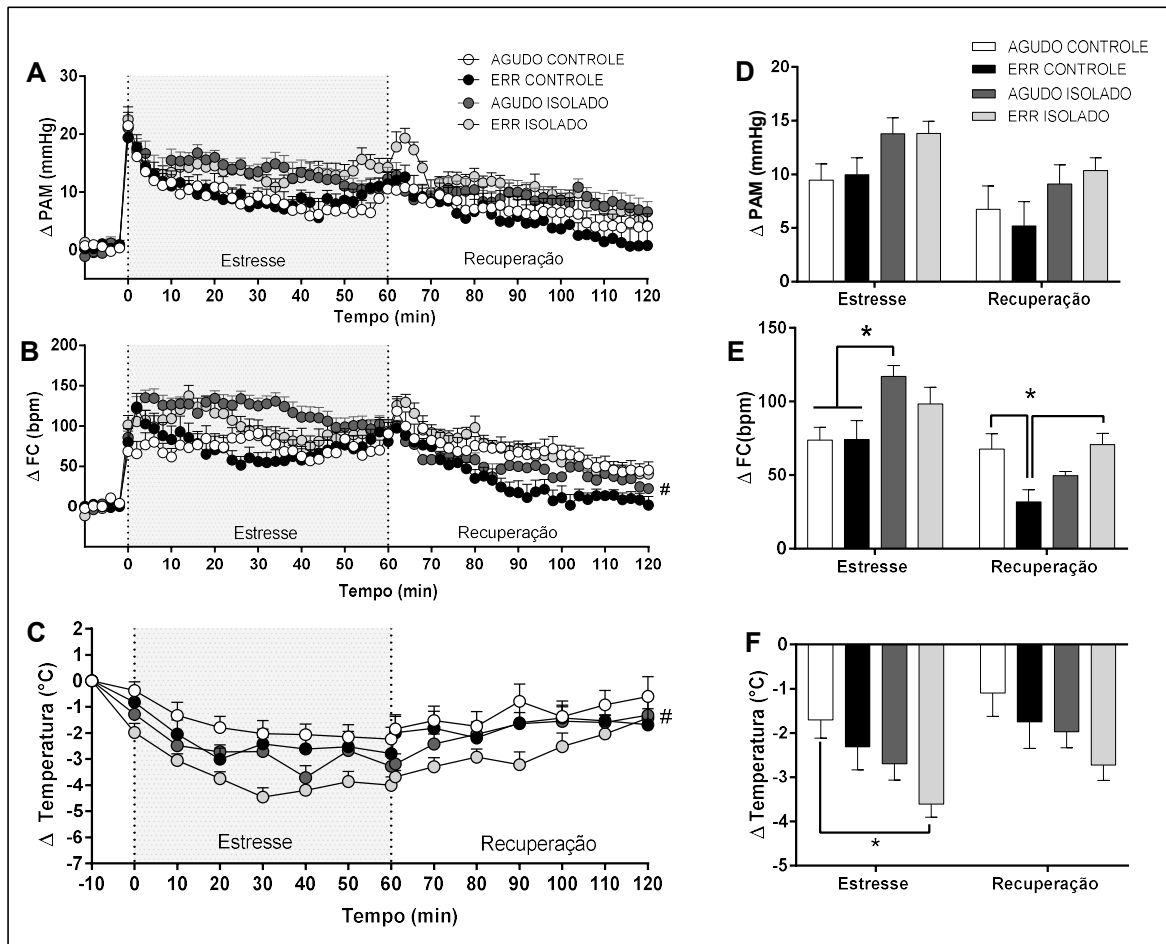 A
AGUDO CONTROLE
ERR CONTROLE
AGUDO ISOLADO
ERR ISOLADO
Δ PAM (mmHg)
30
20
10
0
Estresse
Recuperação
0 10 20 30 40 50 60 70 80 90 100 110 120
Tempo (min)
D
AGUDO CONTROLE
ERR CONTROLE
AGUDO ISOLADO
ERR ISOLADO
Δ PAM (mmHg)
20
15
10
5
0
Estresse Recuperação
B
Δ FC (bpm)
200
150
100
50
0
#
Estresse
Recuperação
0 10 20 30 40 50 60 70 80 90 100 110 120
Tempo (min)
E
Δ FC(bpm)
150
100
50
0
*
*
Estresse Recuperação
C
Δ Temperatura (°C)
2
1
0
-1
-2
-3
-4
-5
-6
-7
#
Estresse
Recuperação
-10 0 10 20 30 40 50 60 70 80 90 100 110 120
Tempo (min)
F
Δ Temperatura (°C)
0
-1
-2
-3
-4
-5
*
Estresse Recuperação